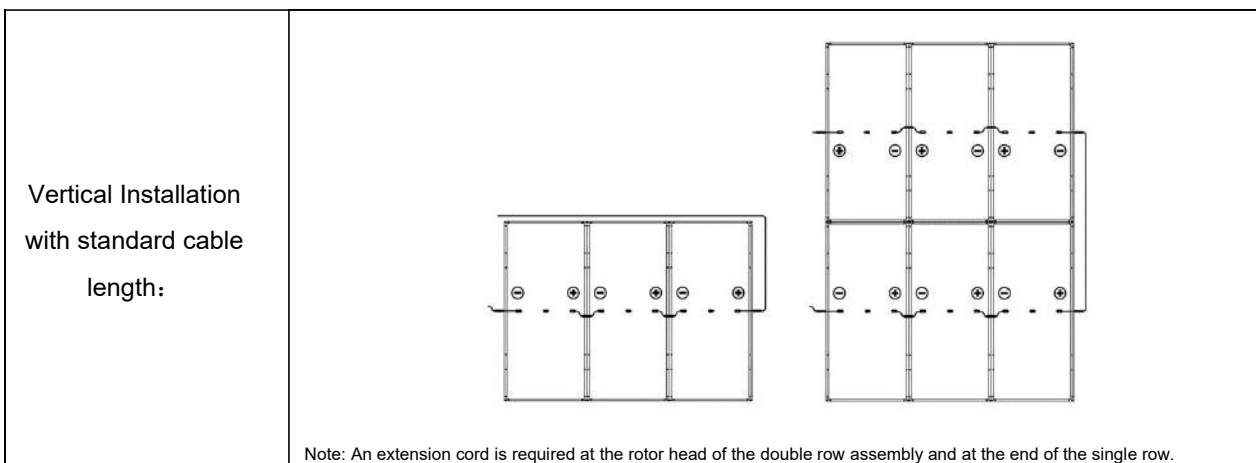 Vertical Installation
with standard cable
length：
⊕ ⊖ ⊕ ⊖ ⊕ ⊖
⊖ ⊕ ⊖ ⊕ ⊖ ⊕
⊖ ⊕ ⊖ ⊕ ⊖ ⊕
Note: An extension cord is required at the rotor head of the double row assembly and at the end of the single row.